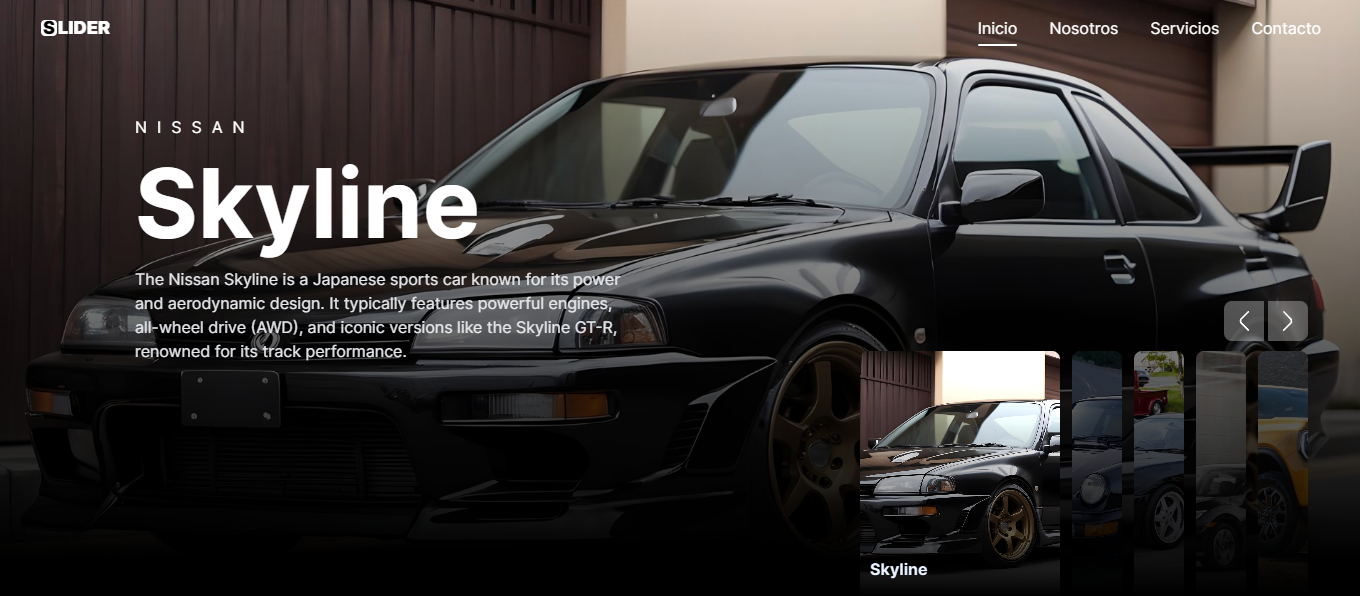 SLIDER
Inicio Nosotros Servicios Contacto
NISSAN
Skyline
The Nissan Skyline is a Japanese sports car known for its power
and aerodynamic design. It typically features powerful engines,
all-wheel drive (AWD), and iconic versions like the Skyline GT-R,
renowned for its track performance.
Skyline